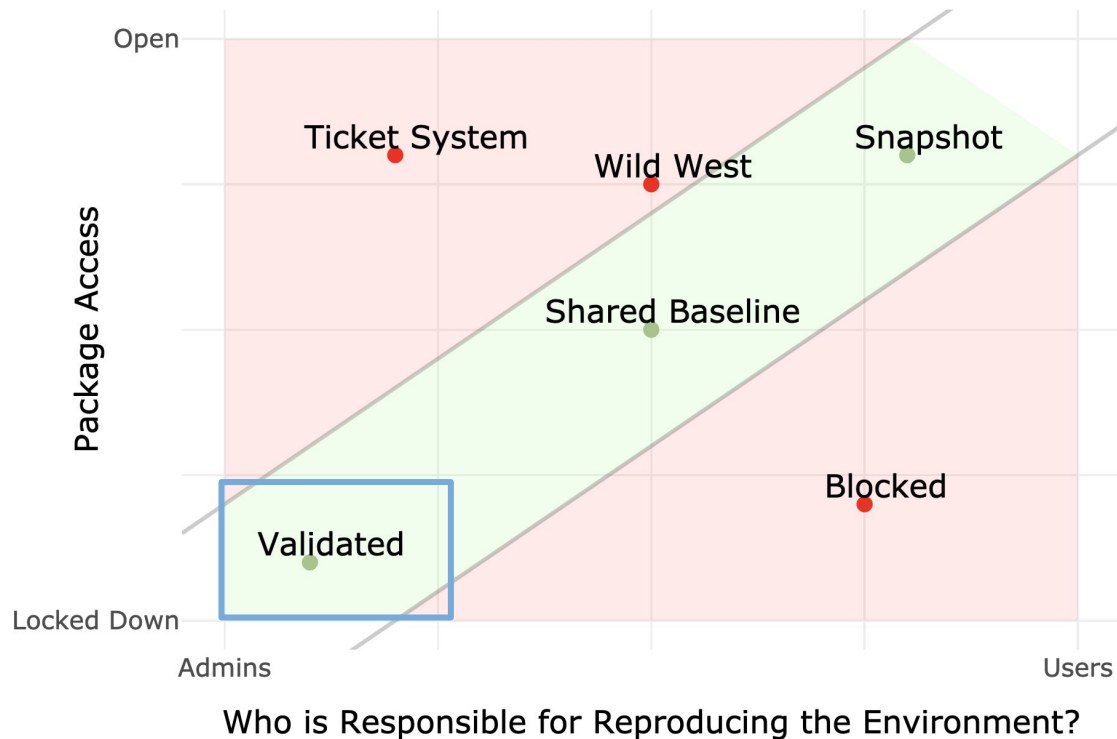 Open
Ticket System
Wild West
Snapshot
Package Access
Shared Baseline
Blocked
Validated
Locked Down
Admins
Users
Who is Responsible for Reproducing the Environment?